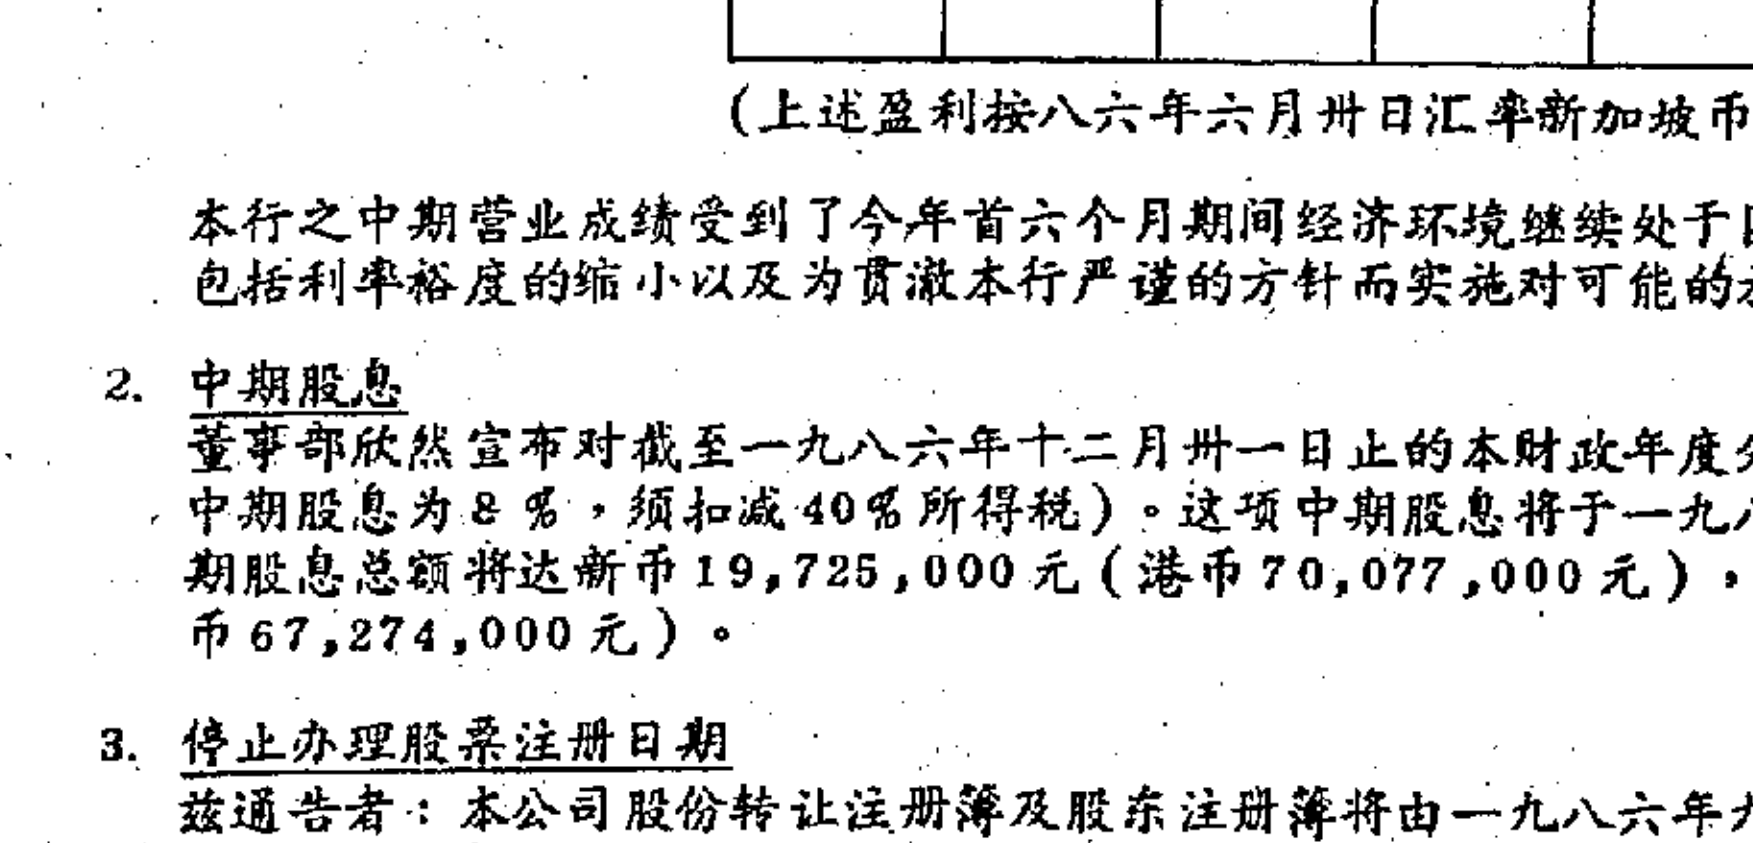 (上述盈利按八六年六月卅日汇率新加坡币
本行之中期营业成绩受到了今年首六个月期间经济环境继续处于
包括利率裕度的缩小以及为贯澈本行严谨的方针而实施对可能的
2. 中期股息
董事部欣然宣布对截至一九八六年十二月卅一日止的本财政年度
中期股息为8%，须扣减40%所得税)。这项中期股息将于一九
期股息总额将达新币19,725,000元(港币70,077,000元)，
币67,274,000元)。
3. 停止办理股票注册日期
兹通告者：本公司股份转让注册簿及股东注册簿将由一九八六年